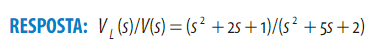 RESPOSTA: V_L(s)/V(s) = (s² + 2s + 1)/(s² + 5s + 2)